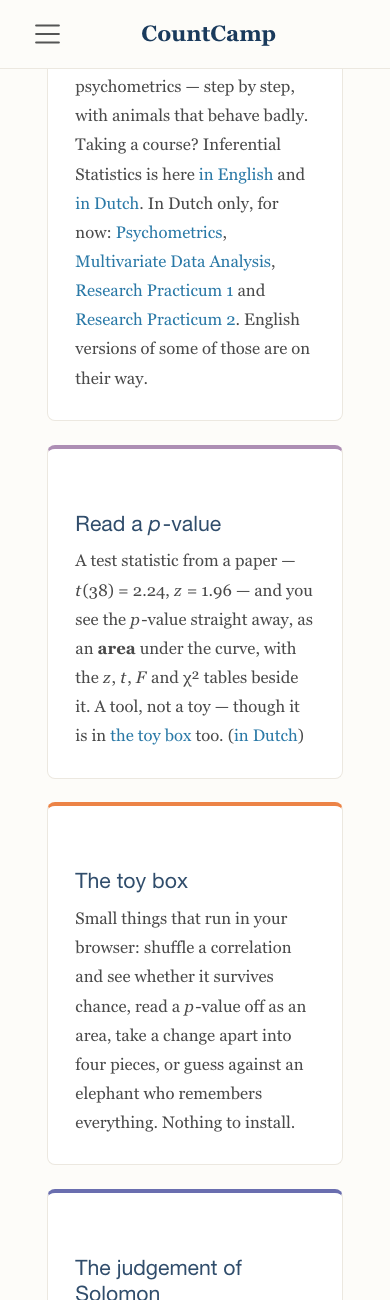 CountCamp
psychometrics — step by step,
with animals that behave badly.
Taking a course? Inferential
Statistics is here in English and
in Dutch. In Dutch only, for
now: Psychometrics,
Multivariate Data Analysis,
Research Practicum 1 and
Research Practicum 2. English
versions of some of those are on
their way.
Read a p-value
A test statistic from a paper —
t(38) = 2.24, z = 1.96 — and you
see the p-value straight away, as
an area under the curve, with
the z, t, F and χ² tables beside
it. A tool, not a toy — though it
is in the toy box too. (in Dutch)
The toy box
Small things that run in your
browser: shuffle a correlation
and see whether it survives
chance, read a p-value off as an
area, take a change apart into
four pieces, or guess against an
elephant who remembers
everything. Nothing to install.
The judgement of
Solomon